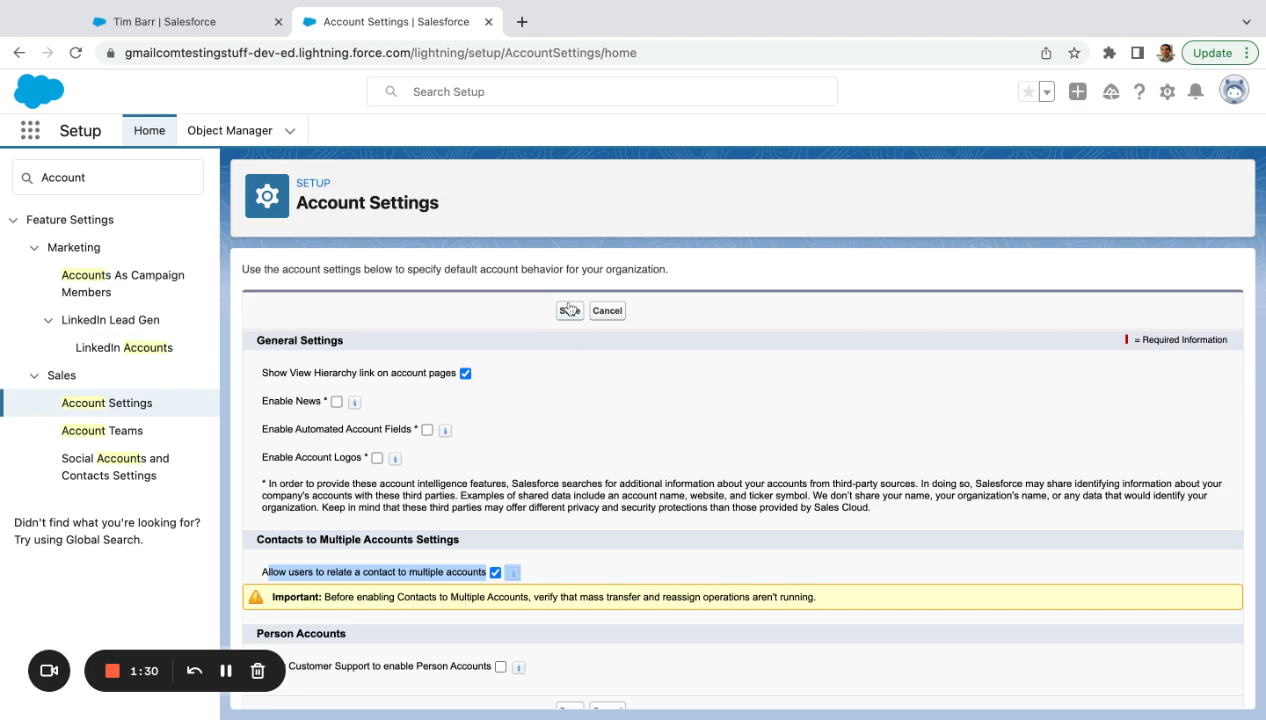 Tim Barr | Salesforce
Account Settings | Salesforce
gmailcomtestingstuff-dev-ed.lightning.force.com/lightning/setup/AccountSettings/home
Update
Search Setup
Setup
Home
Object Manager
Account
Feature Settings
Marketing
Accounts As Campaign
Members
LinkedIn Lead Gen
LinkedIn Accounts
Sales
Account Settings
Account Teams
Social Accounts and
Contacts Settings
Didn't find what you're looking for?
Try using Global Search.
SETUP
Account Settings
Use the account settings below to specify default account behavior for your organization.
Cancel
General Settings
= Required Information
Show View Hierarchy link on account pages
Enable News *
Enable Automated Account Fields *
Enable Account Logos *
* In order to provide these account intelligence features, Salesforce searches for additional information about your accounts from third-party sources. In doing so, Salesforce may share identifying information about your
company's accounts with these third parties. Examples of shared data include an account name, website, and ticker symbol. We don't share your name, your organization's name, or any data that would identify your
organization. Keep in mind that these third parties may offer different privacy and security protections than those provided by Sales Cloud.
Contacts to Multiple Accounts Settings
Allow users to relate a contact to multiple accounts
Important: Before enabling Contacts to Multiple Accounts, verify that mass transfer and reassign operations aren't running.
Person Accounts
Customer Support to enable Person Accounts
1:30